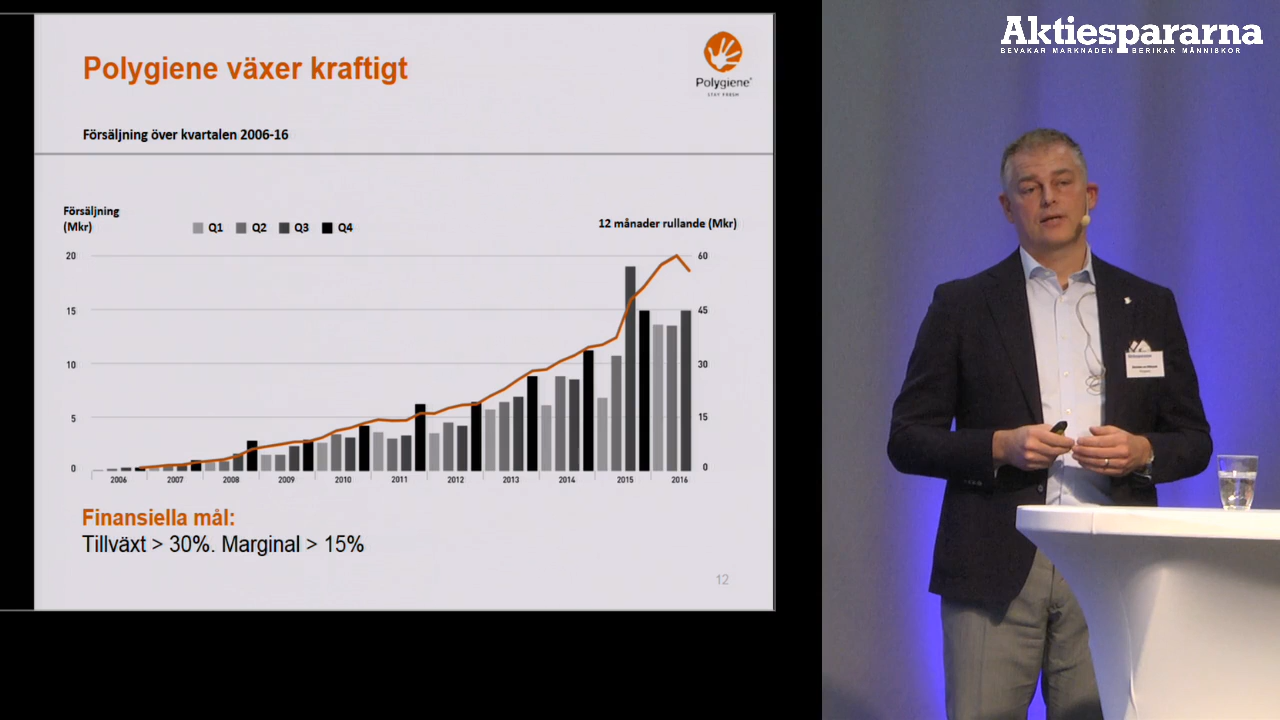 Polygiene växer kraftigt
Polygiene
STAY FRESH
Försäljning över kvartalen 2006-16
Försäljning
(Mkr)
Q1 Q2 Q3 Q4
12 månader rullande (Mkr)
20
15
10
5
0
60
45
30
15
0
2006 2007 2008 2009 2010 2011 2012 2013 2014 2015 2016
Finansiella mål:
Tillväxt > 30%. Marginal > 15%
12
Aktiespararna
BEVAKAR MARKNADEN BERIKAR MÄNNISKOR